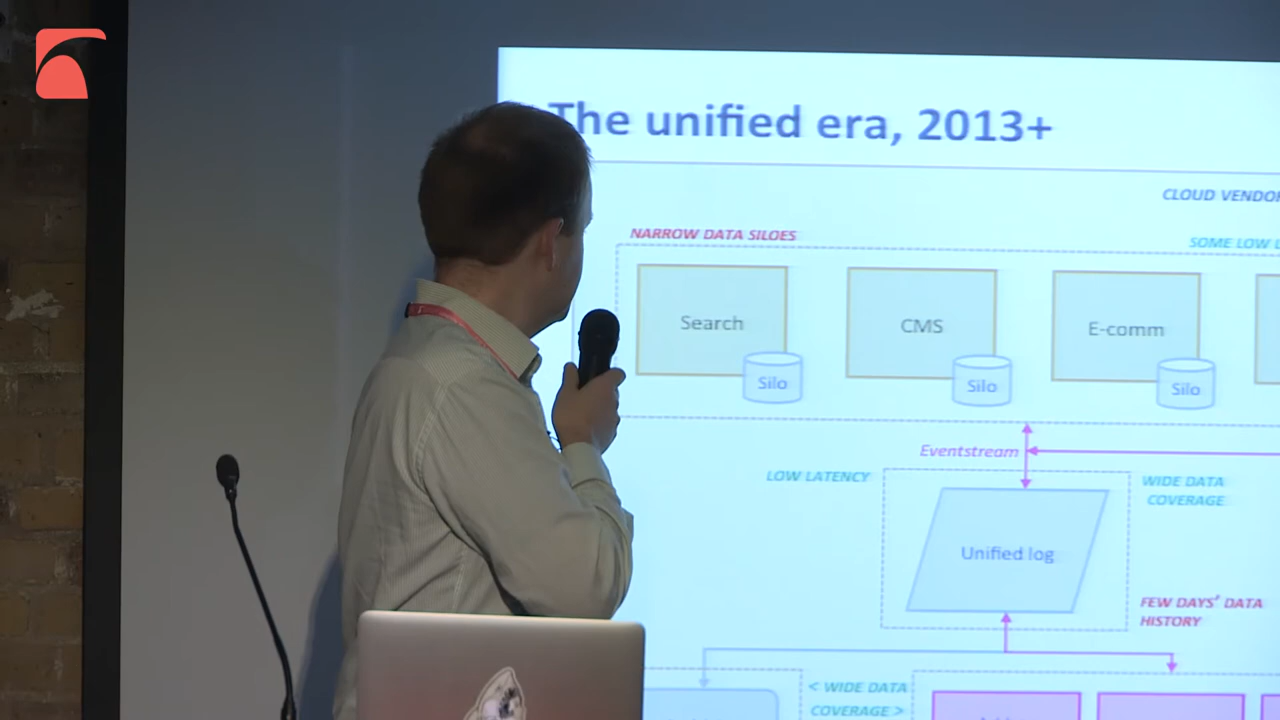 The unified era, 2013+
CLOUD VENDOR
NARROW DATA SILOES
SOME LOW L
Search
CMS
E-comm
Silo
Silo
Silo
Eventstream
LOW LATENCY
WIDE DATA
COVERAGE
Unified log
FEW DAYS' DATA
HISTORY
< WIDE DATA
COVERAGE >